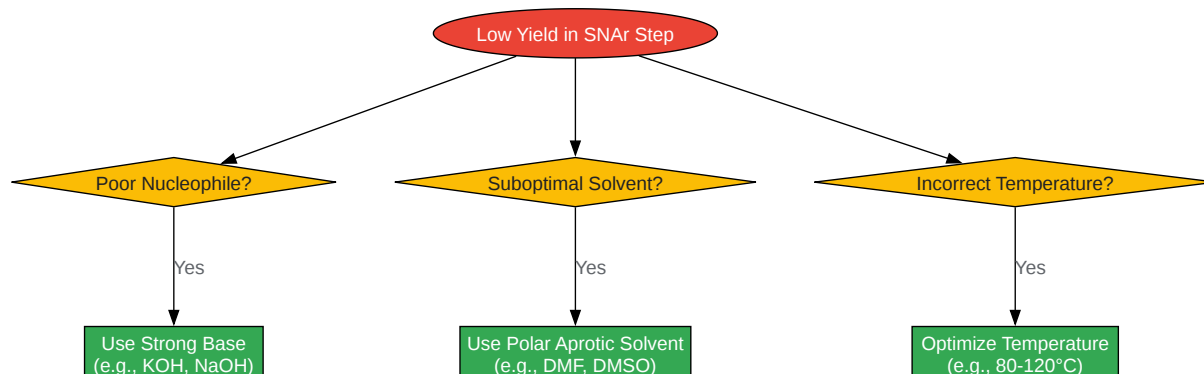 Low Yield in SNAr Step
Poor Nucleophile?
Suboptimal Solvent?
Incorrect Temperature?
Yes
Yes
Yes
Use Strong Base
(e.g., KOH, NaOH)
Use Polar Aprotic Solvent
(e.g., DMF, DMSO)
Optimize Temperature
(e.g., 80-120°C)